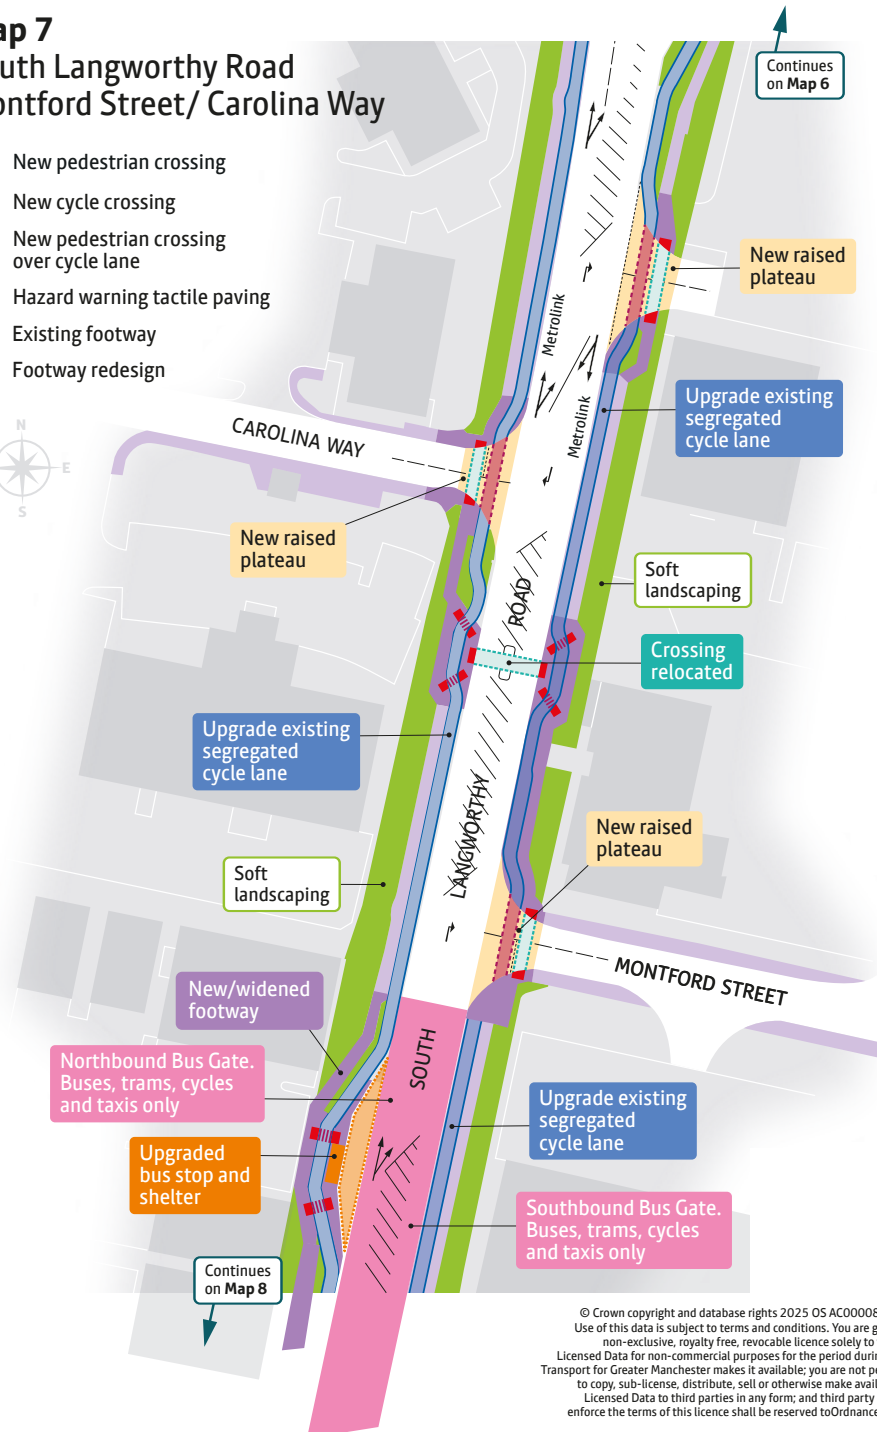 ap 7
uth Langworthy Road
ontford Street/ Carolina Way
Continues
on Map 6
New pedestrian crossing
New cycle crossing
New pedestrian crossing
over cycle lane
Hazard warning tactile paving
Existing footway
Footway redesign
New raised
plateau
Metrolink
Upgrade existing
segregated
cycle lane
Metrolink
CAROLINA WAY
N
E
S
New raised
plateau
Soft
landscaping
ROAD
Crossing
relocated
Upgrade existing
segregated
cycle lane
LANGWORTHY
New raised
plateau
Soft
landscaping
MONTFORD STREET
New/widened
footway
SOUTH
Northbound Bus Gate.
Buses, trams, cycles
and taxis only
Upgrade existing
segregated
cycle lane
Upgraded
bus stop and
shelter
Southbound Bus Gate.
Buses, trams, cycles
and taxis only
Continues
on Map 8
© Crown copyright and database rights 2025 OS AC00008
Use of this data is subject to terms and conditions. You are g
non-exclusive, royalty free, revocable licence solely to
Licensed Data for non-commercial purposes for the period durin
Transport for Greater Manchester makes it available; you are not pe
to copy, sub-license, distribute, sell or otherwise make avail
Licensed Data to third parties in any form; and third party
enforce the terms of this licence shall be reserved toOrdnance